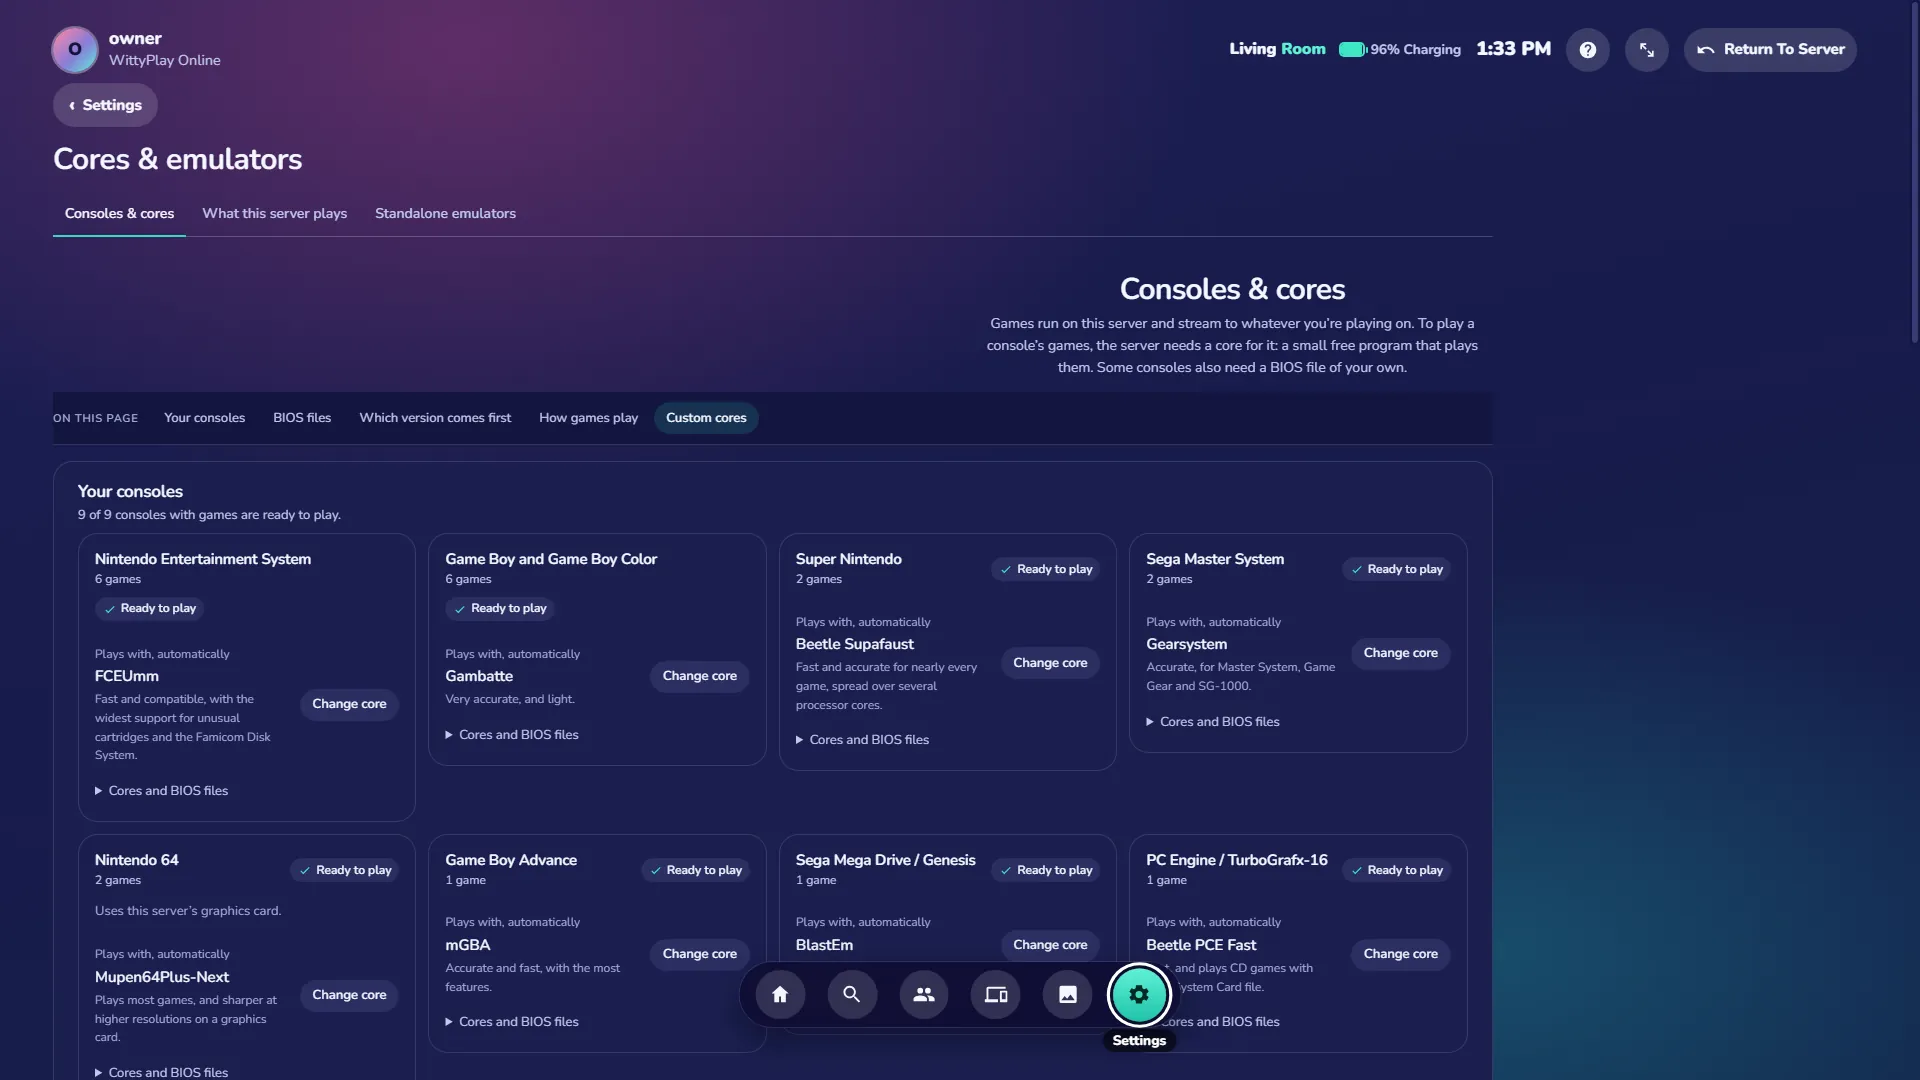 O
owner
WittyPlay Online
Living Room
96% Charging
1:33 PM
Return To Server
Settings
Cores & emulators
Consoles & cores
What this server plays
Standalone emulators
Consoles & cores
Games run on this server and stream to whatever you're playing on. To play a
console's games, the server needs a core for it: a small free program that plays
them. Some consoles also need a BIOS file of your own.
ON THIS PAGE
Your consoles
BIOS files
Which version comes first
How games play
Custom cores
Your consoles
9 of 9 consoles with games are ready to play.
Nintendo Entertainment System
6 games
Ready to play
Plays with, automatically
FCEUmm
Fast and compatible, with the
widest support for unusual
cartridges and the Famicom Disk
System.
Change core
Cores and BIOS files
Game Boy and Game Boy Color
6 games
Ready to play
Plays with, automatically
Gambatte
Very accurate, and light.
Change core
Cores and BIOS files
Super Nintendo
2 games
Ready to play
Plays with, automatically
Beetle Supafaust
Fast and accurate for nearly every
game, spread over several
processor cores.
Change core
Cores and BIOS files
Sega Master System
2 games
Ready to play
Plays with, automatically
Gearsystem
Accurate, for Master System, Game
Gear and SG-1000.
Change core
Cores and BIOS files
Nintendo 64
2 games
Ready to play
Uses this server's graphics card.
Plays with, automatically
Mupen64Plus-Next
Plays most games, and sharper at
higher resolutions on a graphics
card.
Change core
Cores and BIOS files
Game Boy Advance
1 game
Ready to play
Plays with, automatically
mGBA
Accurate and fast, with the most
features.
Change core
Cores and BIOS files
Sega Mega Drive / Genesis
1 game
Ready to play
Plays with, automatically
BlastEm
Change core
PC Engine / TurboGrafx-16
1 game
Ready to play
Plays with, automatically
Beetle PCE Fast
and plays CD games with
Card file.
Change core
Cores and BIOS files
Settings